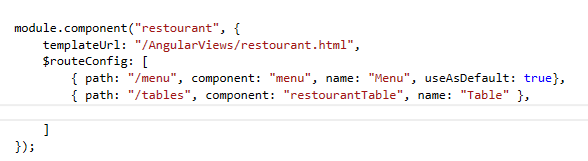 module.component("restourant", {
    templateUrl: "/AngularViews/restourant.html",
    $routeConfig: [
        { path: "/menu", component: "menu", name: "Menu", useAsDefault: true},
        { path: "/tables", component: "restourantTable", name: "Table" },
    ]
});